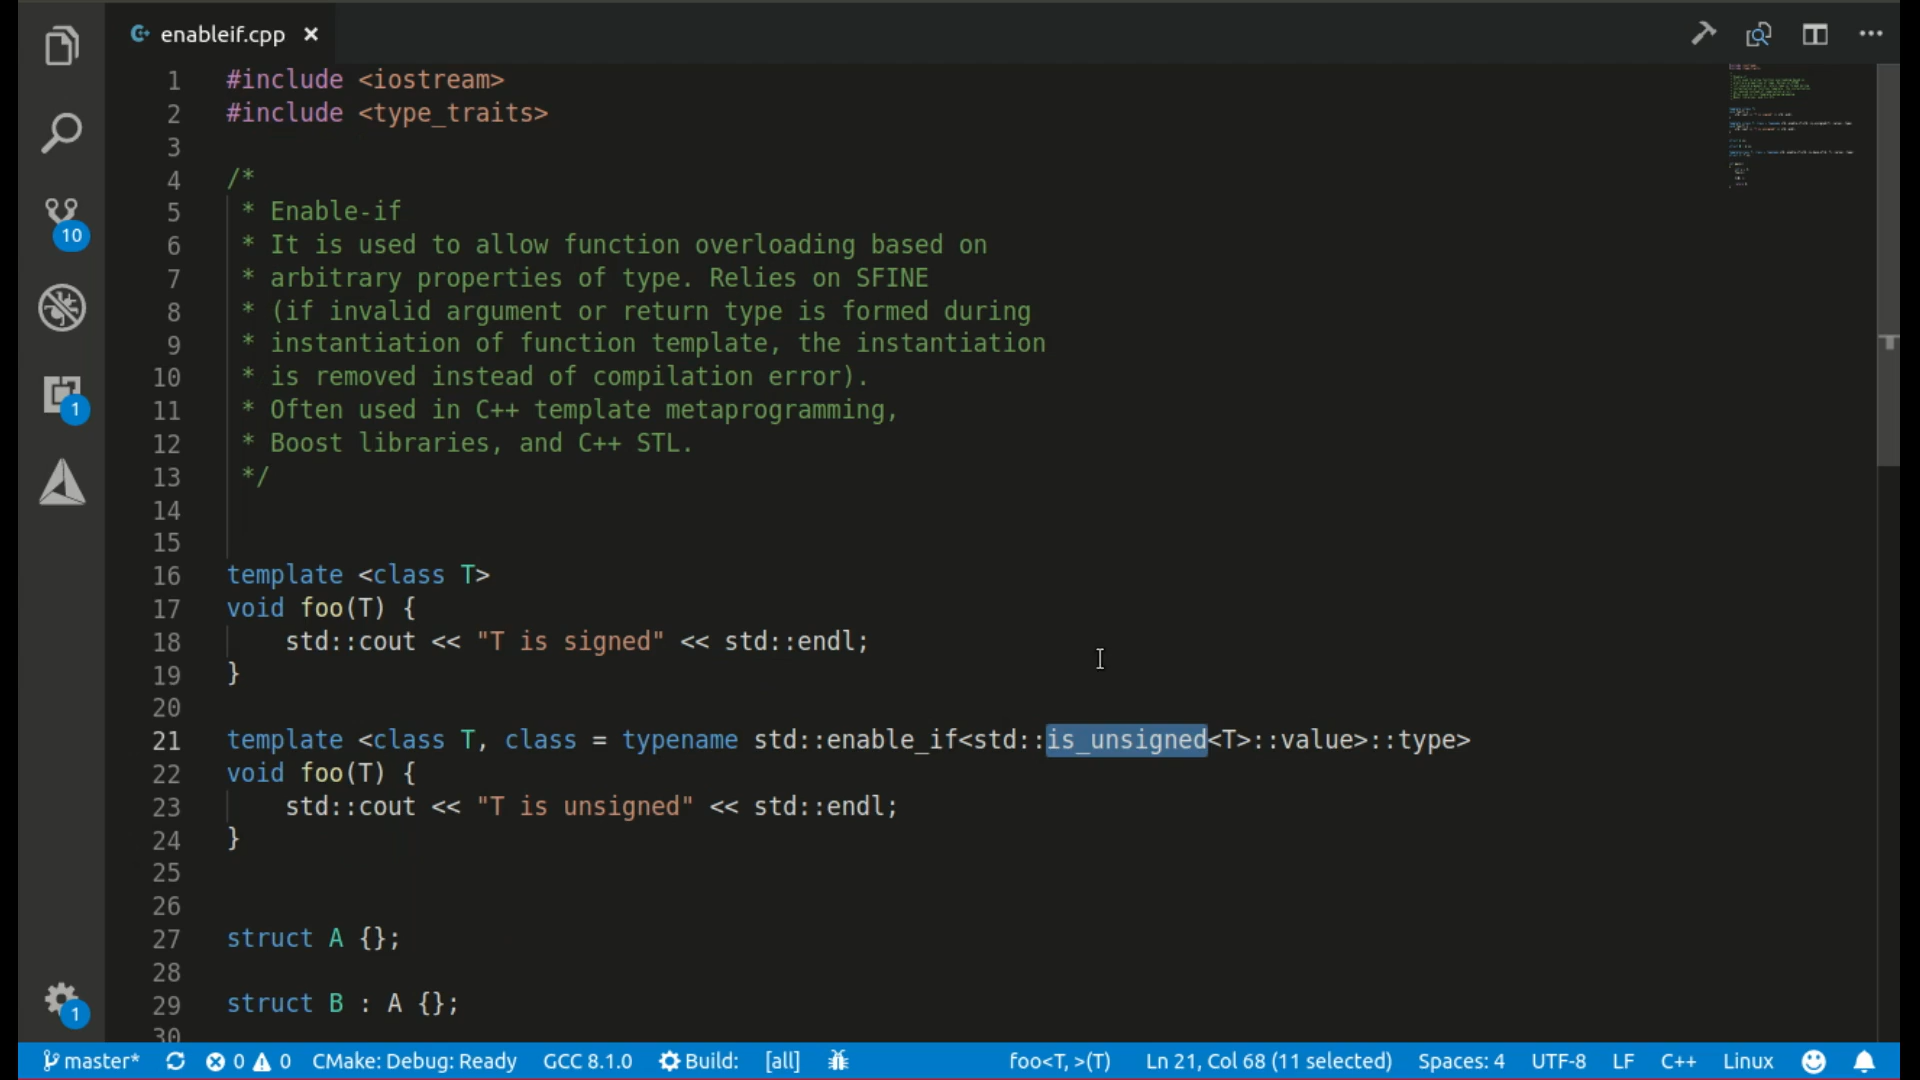 enableif.cpp
1 #include <iostream>
2 #include <type_traits>
3
4 /*
5 * Enable-if
6 * It is used to allow function overloading based on
7 * arbitrary properties of type. Relies on SFINE
8 * (if invalid argument or return type is formed during
9 * instantiation of function template, the instantiation
10 * is removed instead of compilation error).
11 * Often used in C++ template metaprogramming,
12 * Boost libraries, and C++ STL.
13 */
14
15
16 template <class T>
17 void foo(T) {
18 std::cout << "T is signed" << std::endl;
19 }
20
21 template <class T, class = typename std::enable_if<std::is_unsigned<T>::value>::type>
22 void foo(T) {
23 std::cout << "T is unsigned" << std::endl;
24 }
25
26
27 struct A {};
28
29 struct B : A {};
30
10
1
1
master* 0 0 CMake: Debug: Ready GCC 8.1.0 Build: [all] foo<T, >(T) Ln 21, Col 68 (11 selected) Spaces: 4 UTF-8 LF C++ Linux